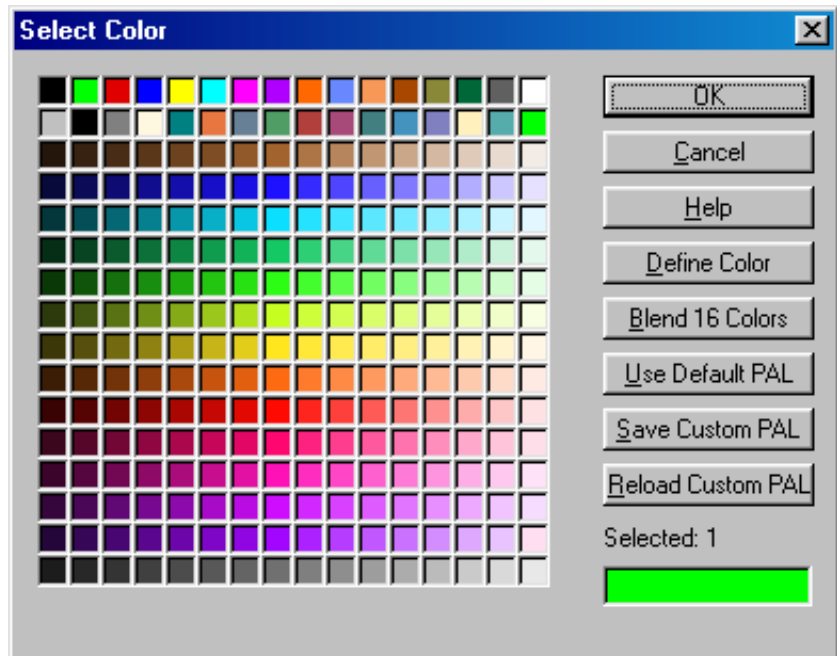 Select Color
OK
Cancel
Help
Define Color
Blend 16 Colors
Use Default PAL
Save Custom PAL
Reload Custom PAL
Selected: 1